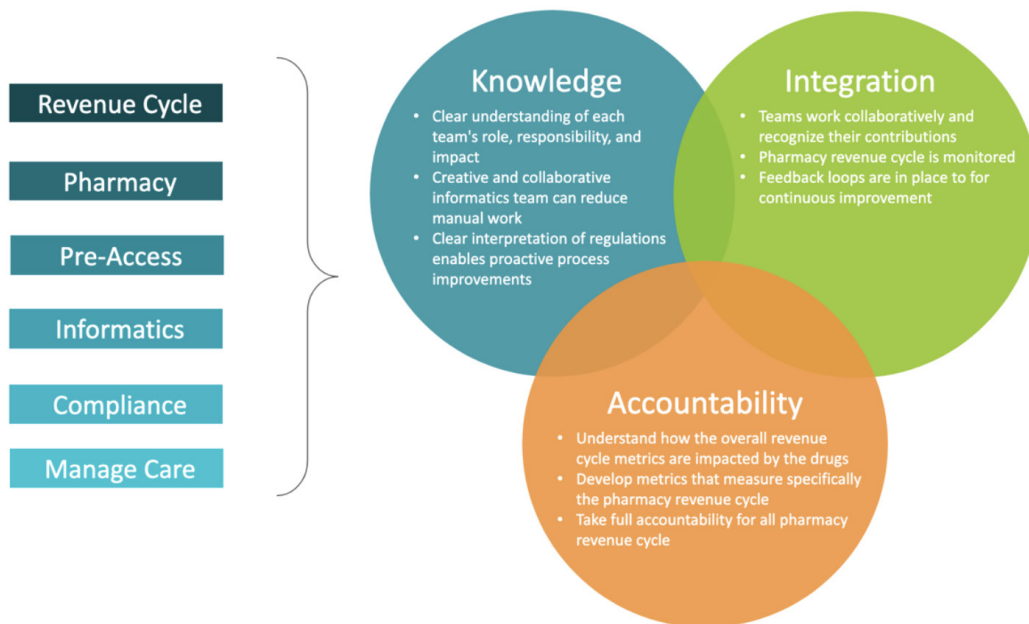 Revenue Cycle
Pharmacy
Pre-Access
Informatics
Compliance
Manage Care
Knowledge
• Clear understanding of each
team's role, responsibility, and
impact
• Creative and collaborative
informatics team can reduce
manual work
• Clear interpretation of regulations
enables proactive process
improvements
Integration
• Teams work collaboratively and
recognize their contributions
• Pharmacy revenue cycle is monitored
• Feedback loops are in place to for
continuous improvement
Accountability
• Understand how the overall revenue
cycle metrics are impacted by the drugs
• Develop metrics that measure specifically
the pharmacy revenue cycle
• Take full accountability for all pharmacy
revenue cycle